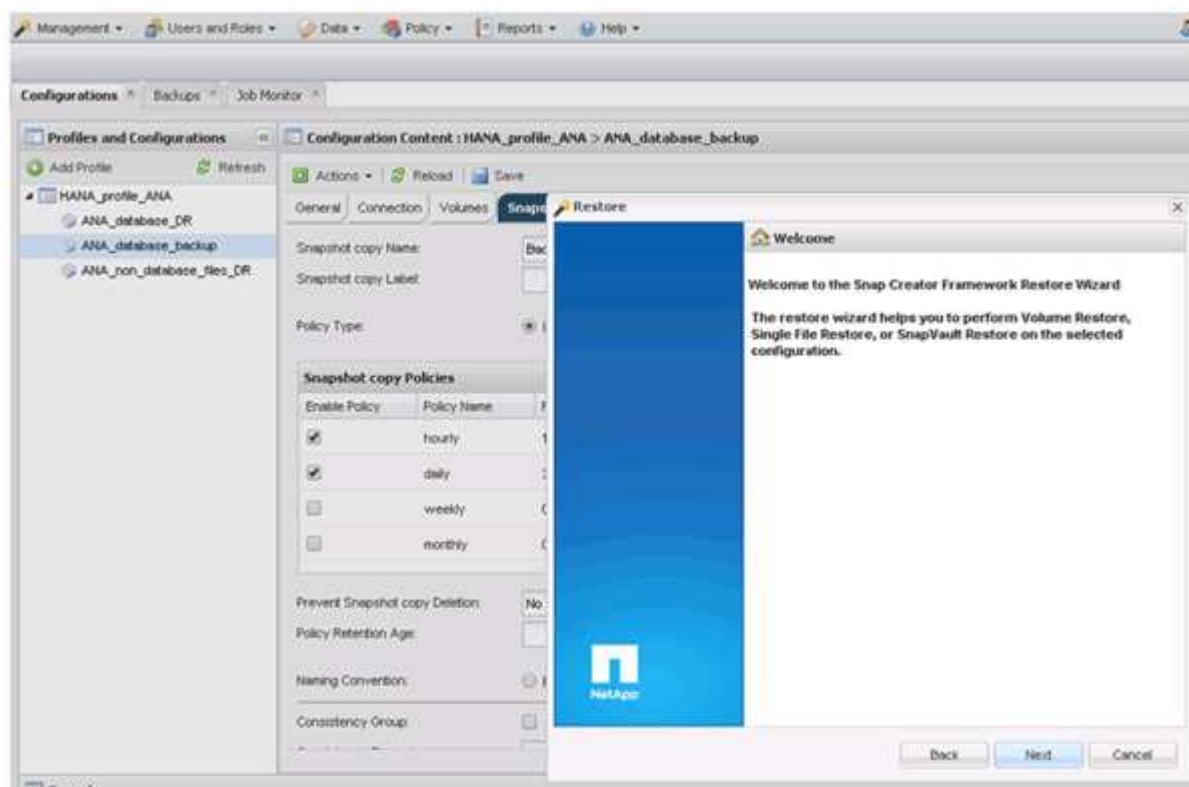 Management Users and Roles Data Policy Reports Help
Configurations Backups Job Monitor
Profiles and Configurations
Add Profile Refresh
HANA_profile_ANA
ANA_database_DR
ANA_database_backup
ANA_non_database_files_DR
Configuration Content : HANA_profile_ANA > ANA_database_backup
Actions Reload Save
General Connection Volumes
Snapshot copy Name:
Snapshot copy Label:
Policy Type:
Snapshot copy Policies
Enable Policy Policy Name
hourly
daily
weekly
monthly
Prevent Snapshot copy Deletion: No
Policy Retention Age:
Naming Convention:
Consistency Group:
Restore
Welcome
Welcome to the Snap Creator Framework Restore Wizard
The restore wizard helps you to perform Volume Restore,
Single File Restore, or SnapVault Restore on the selected
configuration.
NetApp
Back Next Cancel